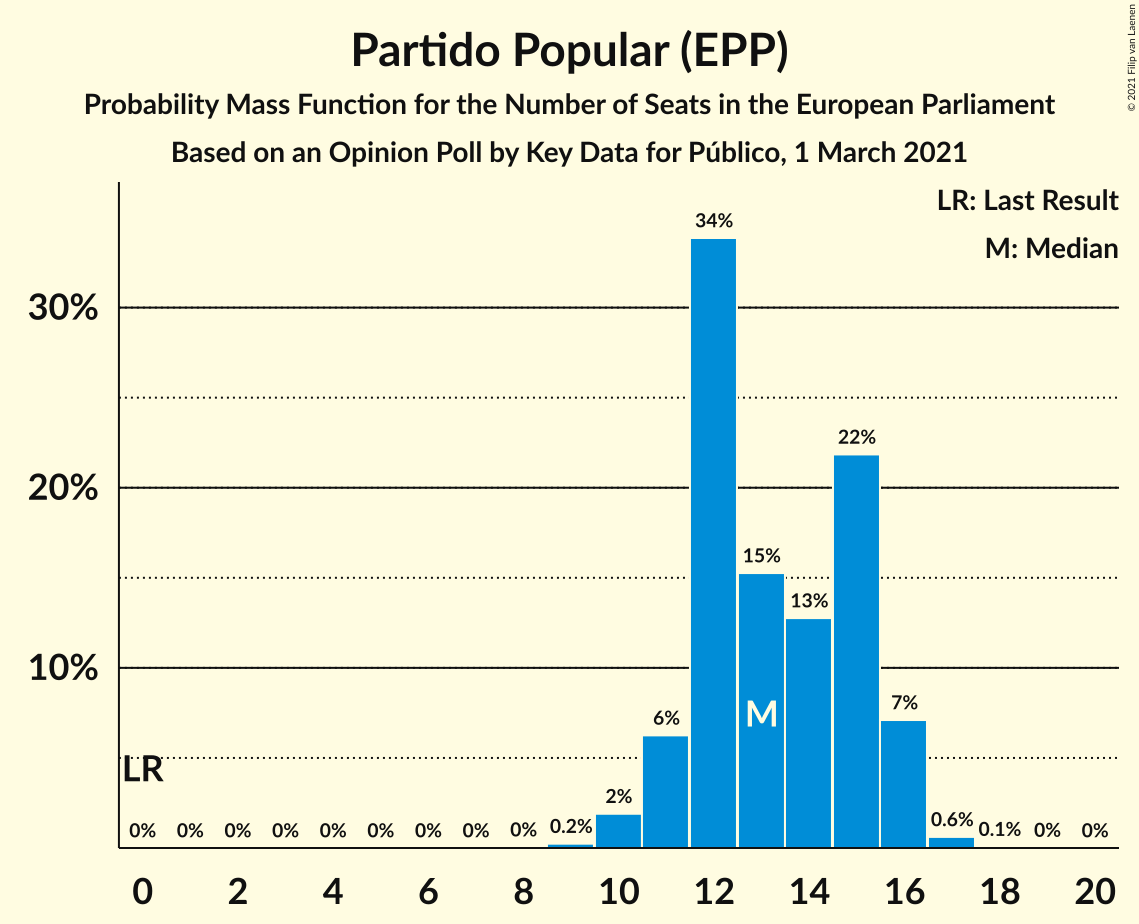 Partido Popular (EPP)
Probability Mass Function for the Number of Seats in the European Parliament
Based on an Opinion Poll by Key Data for Público, 1 March 2021
© 2021 Filip van Laenen
LR: Last Result
M: Median
34%
30%
22%
20%
15%
13%
10%
7%
6%
M
LR
2%
0% 0% 0% 0% 0% 0% 0% 0% 0% 0.2% 0.6% 0.1% 0% 0%
0 2 4 6 8 10 12 14 16 18 20